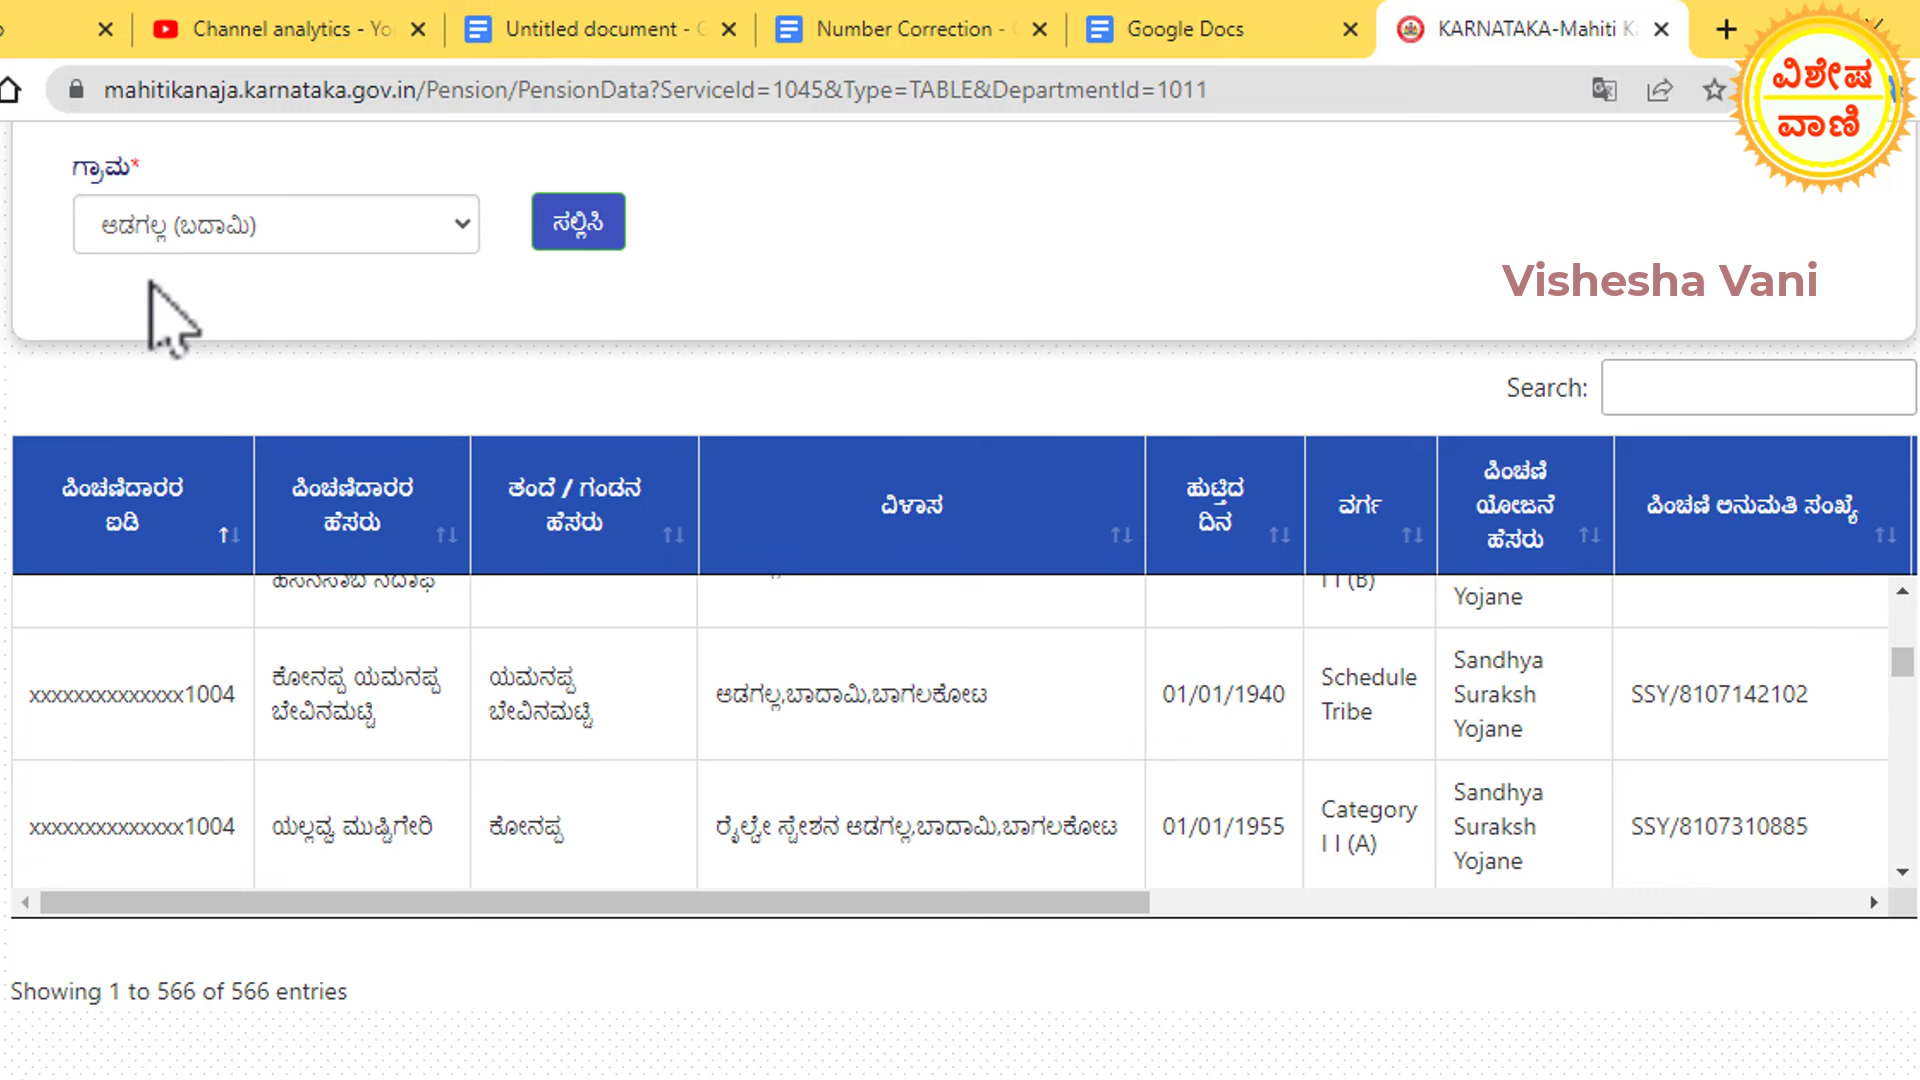 Channel analytics - Yo
Untitled document -
Number Correction -
Google Docs
KARNATAKA-Mahiti K
mahitikanaja.karnataka.gov.in/Pension/PensionData?ServiceId=1045&Type=TABLE&DepartmentId=1011
ವಿಶೇಷ
ವಾಣಿ
ಗ್ರಾಮ*
ಆಡಗಲ್ಲ (ಬದಾಮಿ)
ಸಲ್ಲಿಸಿ
Vishesha Vani
Search:
ಪಿಂಚಣಿದಾರರ ಐಡಿ
ಪಿಂಚಣಿದಾರರ ಹೆಸರು
ತಂದೆ / ಗಂಡನ ಹೆಸರು
ವಿಳಾಸ
ಹುಟ್ಟಿದ ದಿನ
ವರ್ಗ
ಪಿಂಚಣಿ ಯೋಜನೆ ಹೆಸರು
ಪಿಂಚಣಿ ಅನುಮತಿ ಸಂಖ್ಯೆ
I I (B)
Yojane
xxxxxxxxxxxxxx1004
ಕೋನಪ್ಪ ಯಮನಪ್ಪ ಬೇವಿನಮಟ್ಟಿ
ಯಮನಪ್ಪ ಬೇವಿನಮಟ್ಟಿ
ಆಡಗಲ್ಲ,ಬಾದಾಮಿ,ಬಾಗಲಕೋಟ
01/01/1940
Schedule Tribe
Sandhya Suraksh Yojane
SSY/8107142102
xxxxxxxxxxxxxx1004
ಯಲ್ಲವ್ವ ಮುಷ್ಟಿಗೇರಿ
ಕೋನಪ್ಪ
ರೈಲ್ವೇ ಸ್ಟೇಶನ ಆಡಗಲ್ಲ,ಬಾದಾಮಿ,ಬಾಗಲಕೋಟ
01/01/1955
Category I I (A)
Sandhya Suraksh Yojane
SSY/8107310885
Showing 1 to 566 of 566 entries